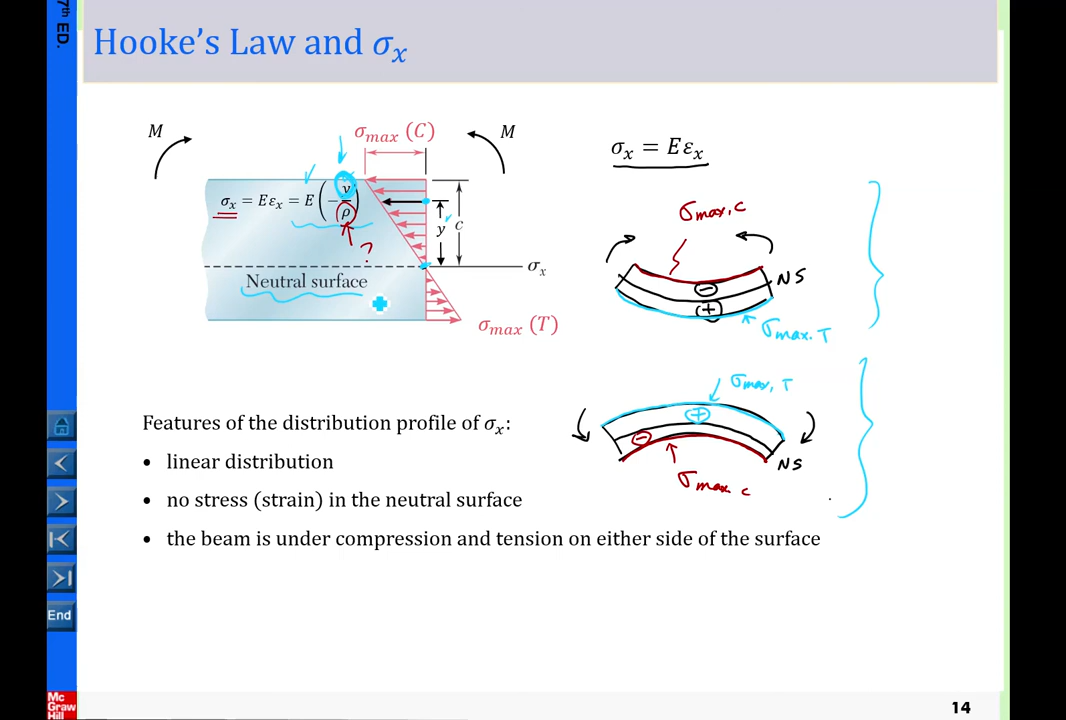 7th ED.
Hooke's Law and σx
M
σmax (C)
M
σx = Eεx
σx = Eεx = E(−y/ρ)
y c
?
σx
Neutral surface
σmax (T)
σmax, C
NS
− 
+
σmax, T
σmax, T
+
−
NS
σmax C
Features of the distribution profile of σx:
• linear distribution
• no stress (strain) in the neutral surface
• the beam is under compression and tension on either side of the surface
End
Mc
Graw
Hill
14